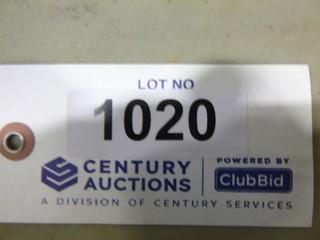 LOT NO
1020
CENTURY AUCTIONS
POWERED BY
ClubBid
A DIVISION OF CENTURY SERVICES